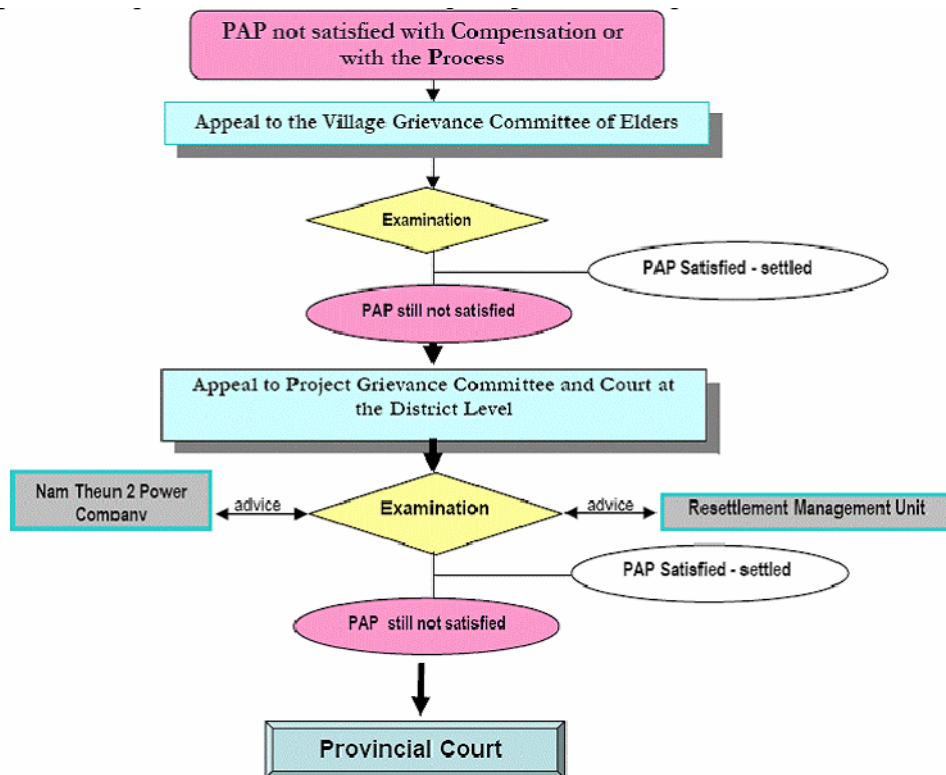 PAP not satisfied with Compensation or
with the Process
Appeal to the Village Grievance Committee of Elders
Examination
PAP Satisfied - settled
PAP still not satisfied
Appeal to Project Grievance Committee and Court at
the District Level
Nam Theun 2 Power
Company
advice
Examination
advice
Resettlement Management Unit
PAP Satisfied - settled
PAP still not satisfied
Provincial Court